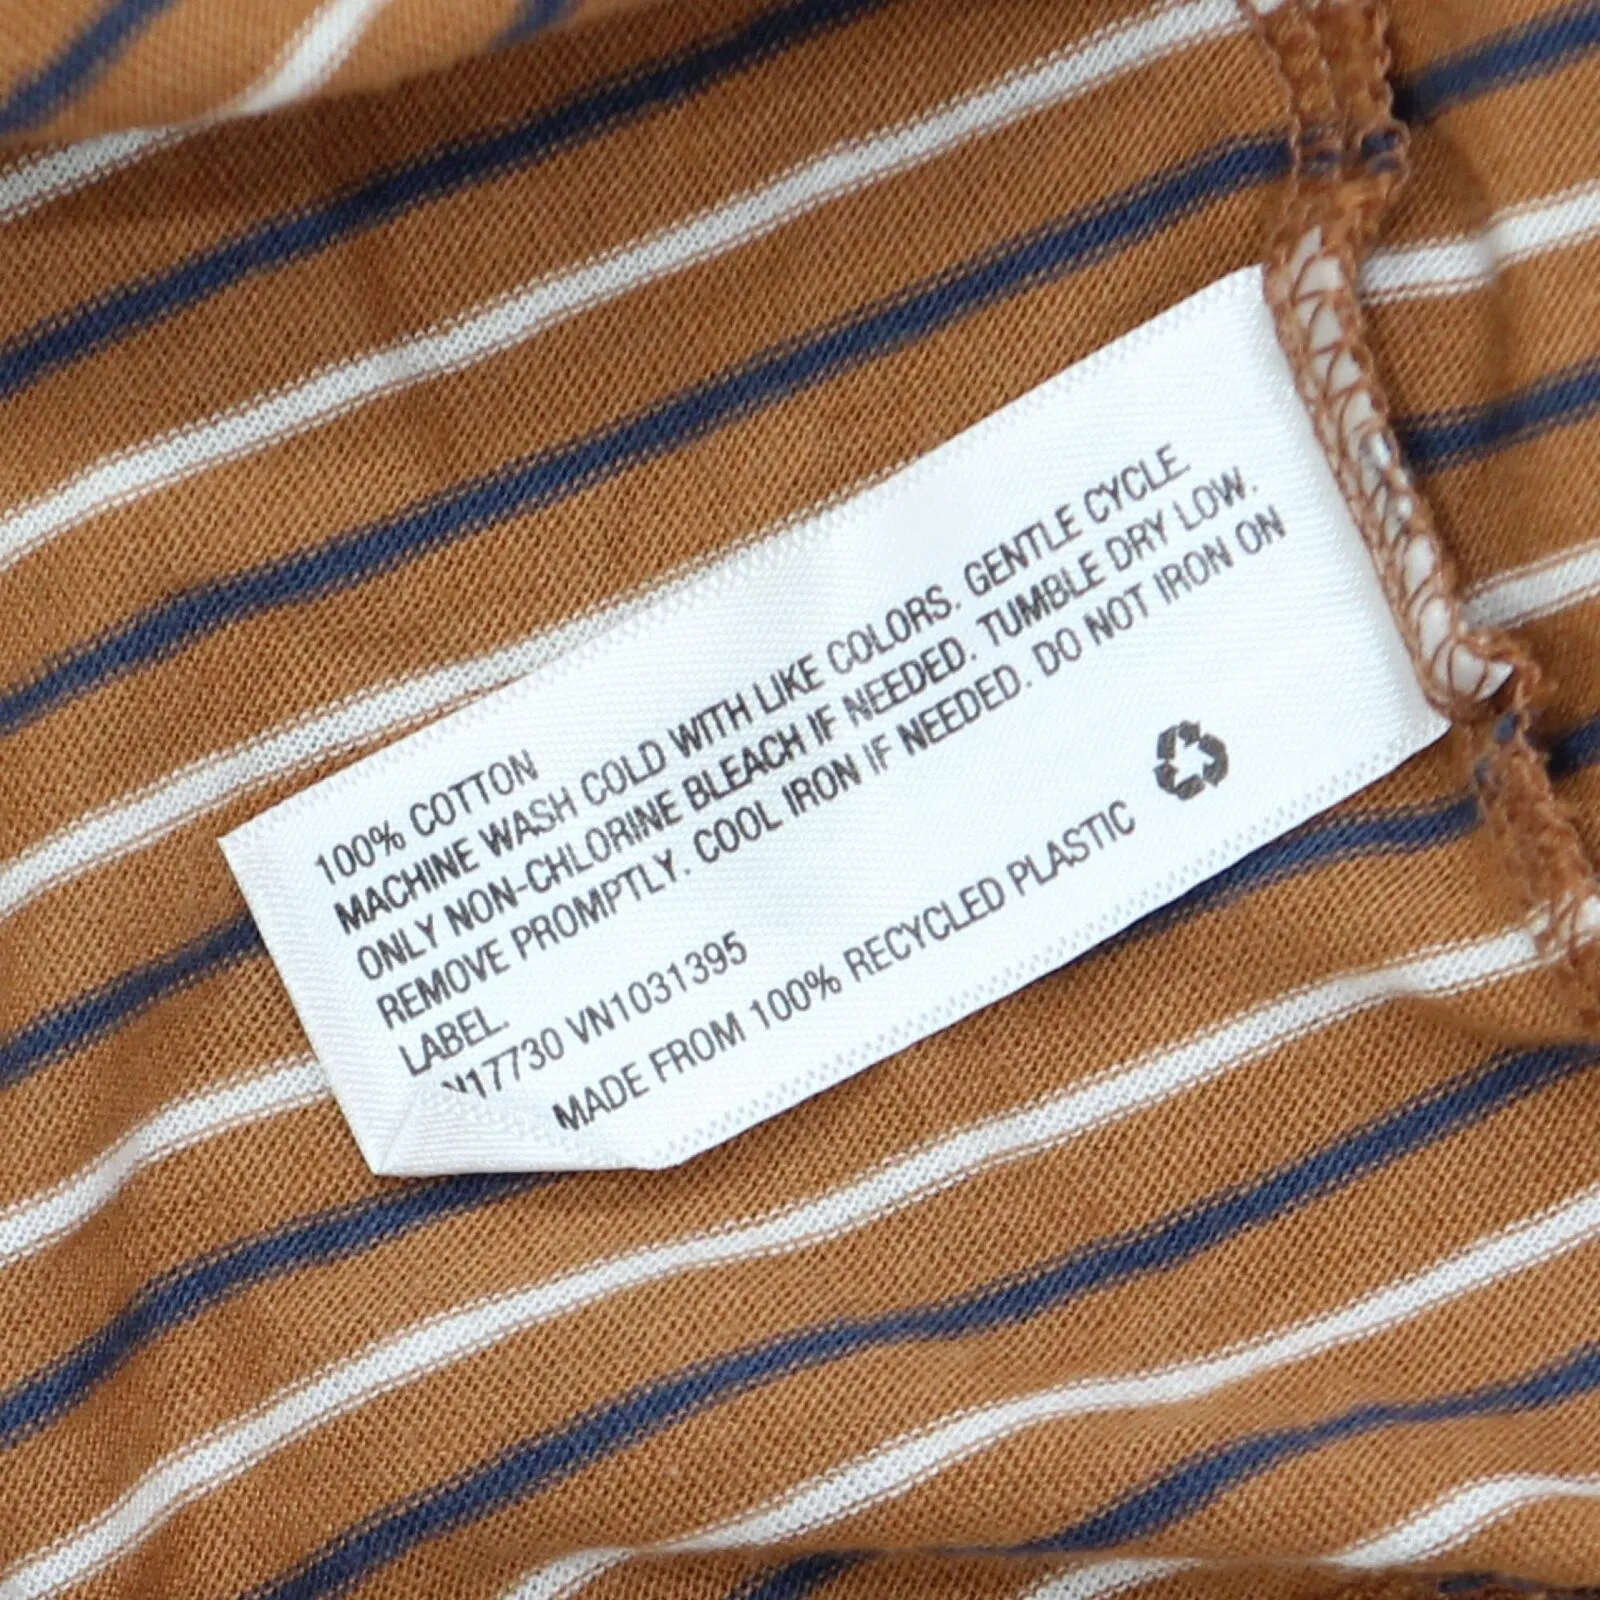 100% COTTON
MACHINE WASH COLD WITH LIKE COLORS. GENTLE CYCLE.
ONLY NON-CHLORINE BLEACH IF NEEDED. TUMBLE DRY LOW.
REMOVE PROMPTLY. COOL IRON IF NEEDED. DO NOT IRON ON
LABEL.
VN1031395
MADE FROM 100% RECYCLED PLASTIC